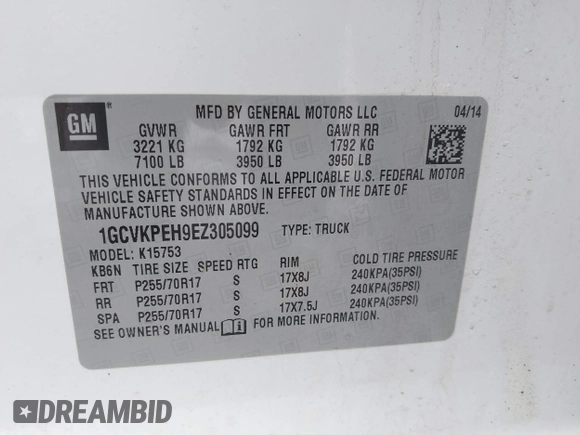 GM
MFD BY GENERAL MOTORS LLC 04/14
GVWR GAWR FRT GAWR RR
3221 KG 1792 KG 1792 KG
7100 LB 3950 LB 3950 LB
THIS VEHICLE CONFORMS TO ALL APPLICABLE U.S. FEDERAL MOTOR
VEHICLE SAFETY STANDARDS IN EFFECT ON THE DATE OF
MANUFACTURE SHOWN ABOVE.
1GCVKPEH9EZ305099 TYPE: TRUCK
MODEL: K15753
KB6N TIRE SIZE SPEED RTG RIM COLD TIRE PRESSURE
FRT P255/70R17 S 17X8J 240KPA(35PSI)
RR P255/70R17 S 17X8J 240KPA(35PSI)
SPA P255/70R17 S 17X7.5J 240KPA(35PSI)
SEE OWNER'S MANUAL FOR MORE INFORMATION.
DREAMBID